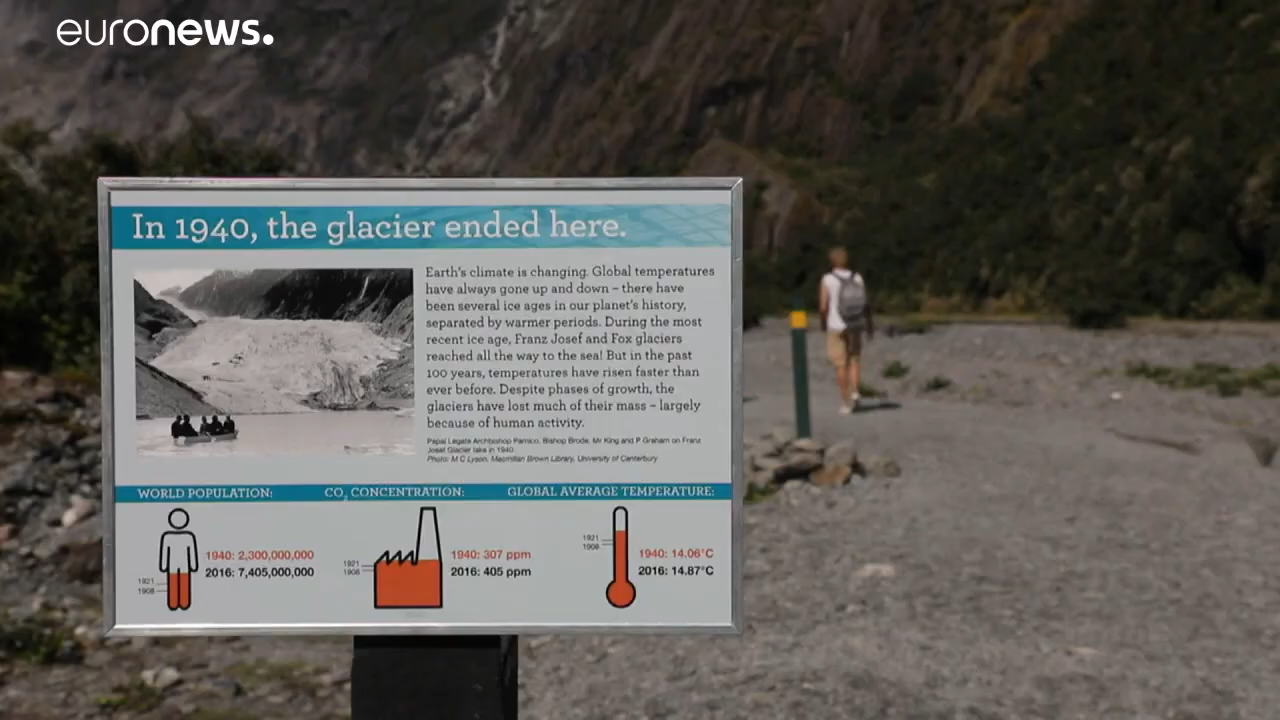 euronews.
In 1940, the glacier ended here.
Earth's climate is changing. Global temperatures
have always gone up and down – there have
been several ice ages in our planet's history,
separated by warmer periods. During the most
recent ice age, Franz Josef and Fox glaciers
reached all the way to the sea! But in the past
100 years, temperatures have risen faster than
ever before. Despite phases of growth, the
glaciers have lost much of their mass – largely
because of human activity.
Papal Legate Archbishop Panico, Bishop Brodie, Mr King and P Graham on Franz
Josef Glacier lake in 1940.
Photo: M C Lyson, Macmillan Brown Library, University of Canterbury
WORLD POPULATION:
1921
1908
1940: 2,300,000,000
2016: 7,405,000,000
CO₂ CONCENTRATION:
1921
1908
1940: 307 ppm
2016: 405 ppm
GLOBAL AVERAGE TEMPERATURE:
1921
1908
1940: 14.06°C
2016: 14.87°C